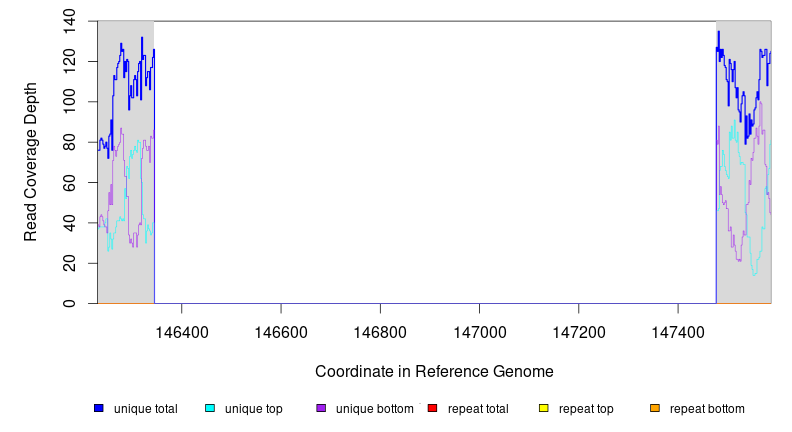 140
120
100
80
60
40
20
0
Read Coverage Depth
146400 146600 146800 147000 147200 147400
Coordinate in Reference Genome
unique total unique top unique bottom repeat total repeat top repeat bottom